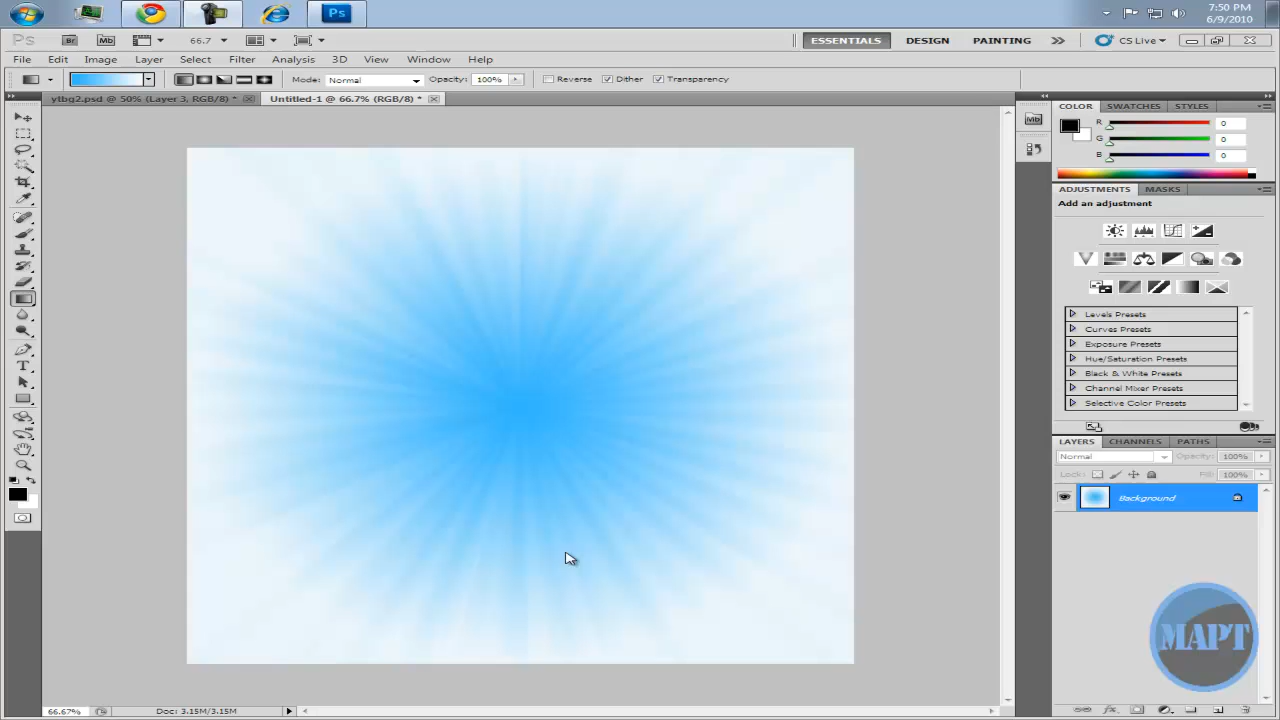 7:50 PM
6/9/2010
Ps
Ps Br Mb 66.7 ESSENTIALS DESIGN PAINTING CS Live
File Edit Image Layer Select Filter Analysis 3D View Window Help
Mode: Normal Opacity: 100% Reverse Dither Transparency
ytbg2.psd @ 50% (Layer 3, RGB/8) * Untitled-1 @ 66.7% (RGB/8) *
COLOR SWATCHES STYLES
Mb
R 0
G 0
B 0
ADJUSTMENTS MASKS
Add an adjustment
Levels Presets
Curves Presets
Exposure Presets
Hue/Saturation Presets
Black & White Presets
Channel Mixer Presets
Selective Color Presets
T
LAYERS CHANNELS PATHS
Normal Opacity: 100%
Lock: Fill: 100%
Background
MAPT
fx
66.67% Doc: 3.15M/3.15M